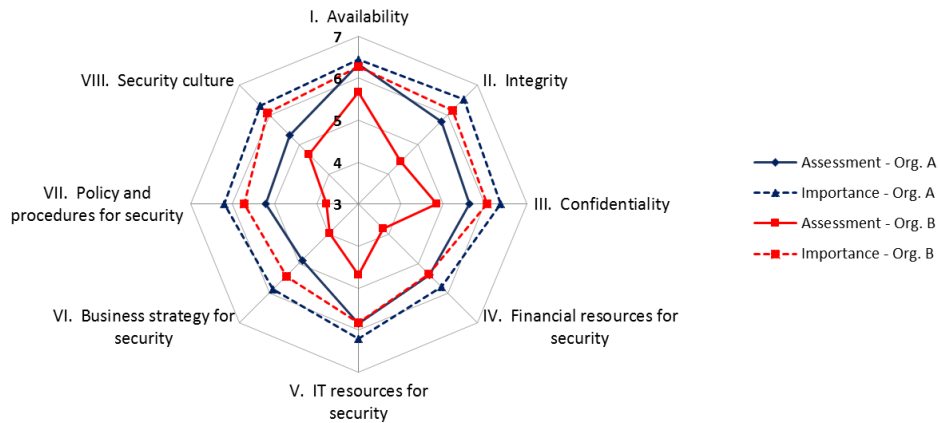 I. Availability
7
VIII. Security culture
II. Integrity
6
5
4
VII. Policy and
procedures for security
3
III. Confidentiality
VI. Business strategy for
security
IV. Financial resources for
security
V. IT resources for
security
Assessment - Org. A
Importance - Org. A
Assessment - Org. B
Importance - Org. B